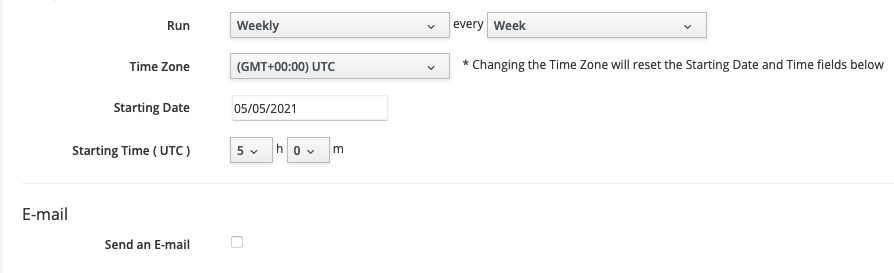 Run Weekly every Week
Time Zone (GMT+00:00) UTC * Changing the Time Zone will reset the Starting Date and Time fields below
Starting Date 05/05/2021
Starting Time ( UTC ) 5 h 0 m
E-mail
Send an E-mail